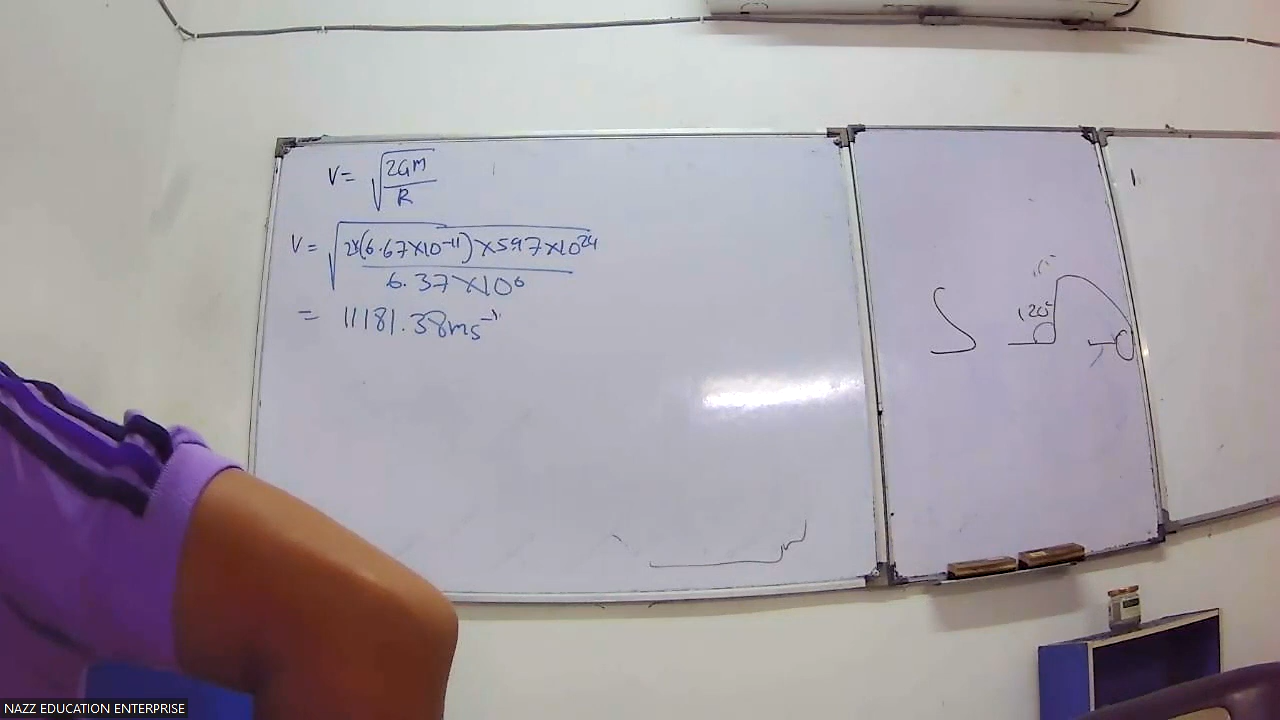 V= √2GM
R
V = √2×(6.67×10⁻¹¹)×5.97×10²⁴
6.37×10⁶
= 11181.38ms⁻¹
120°
NAZZ EDUCATION ENTERPRISE